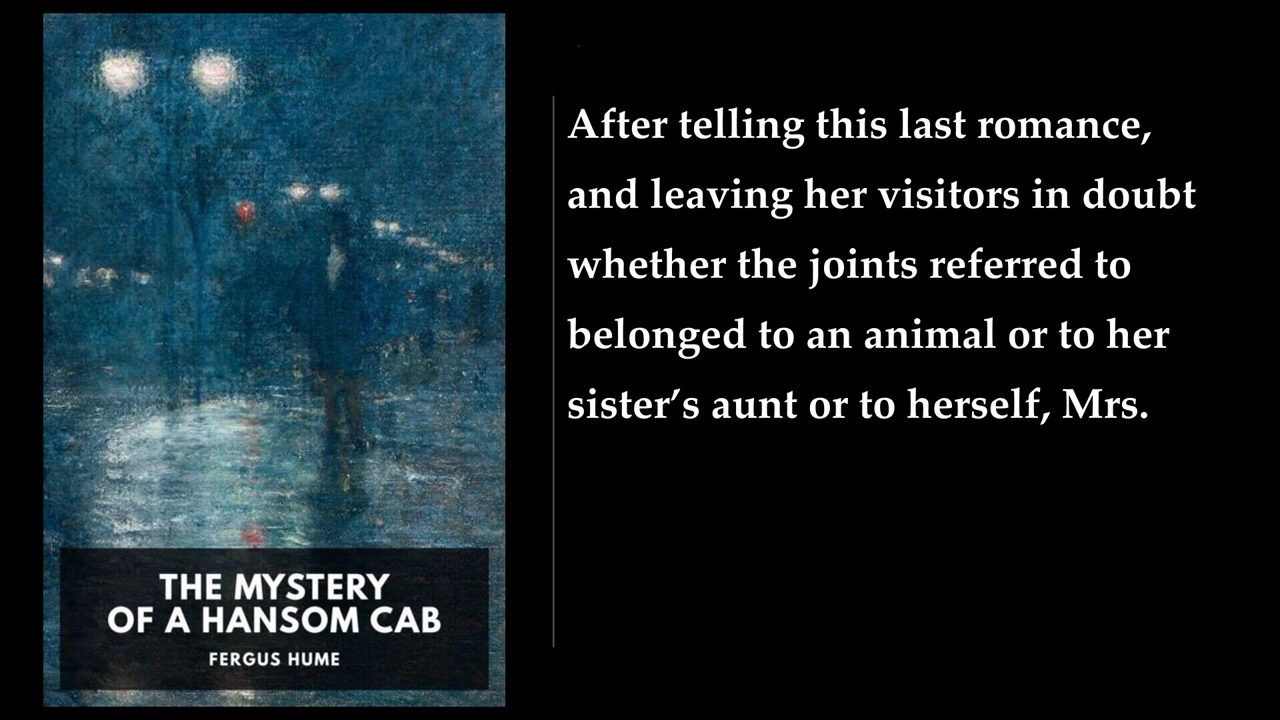 After telling this last romance,
and leaving her visitors in doubt
whether the joints referred to
belonged to an animal or to her
sister’s aunt or to herself, Mrs.
THE MYSTERY
OF A HANSOM CAB
FERGUS HUME